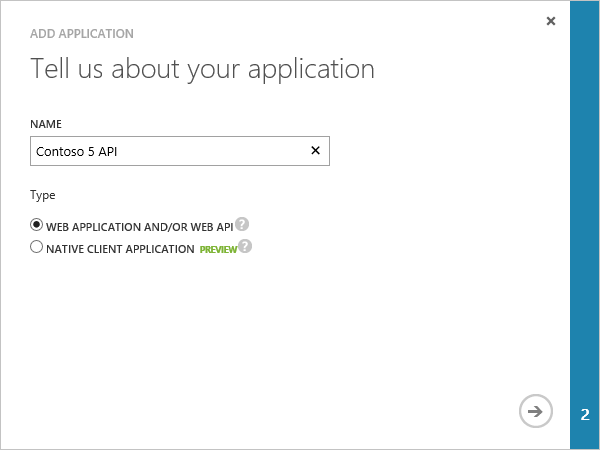 ADD APPLICATION
Tell us about your application
NAME
Contoso 5 API
Type
WEB APPLICATION AND/OR WEB API ?
NATIVE CLIENT APPLICATION PREVIEW ?
2